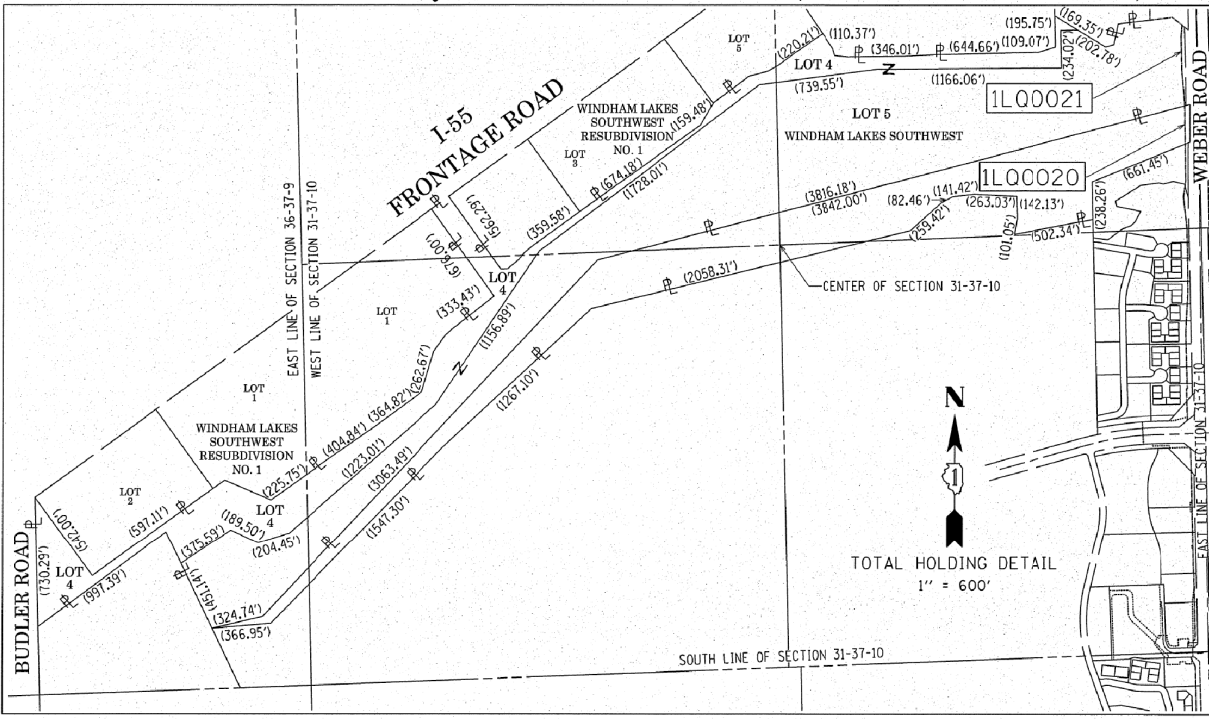 (195.75')
(169.35')
(202.78')
(110.37')
(220.21')
LOT
5
(346.01')
(644.66')
(109.07')
(234.02')
LOT 4
(739.55')
(1166.06')
1LQ0021
WEBER ROAD
LOT 5
WINDHAM LAKES SOUTHWEST
I-55
FRONTAGE ROAD
WINDHAM LAKES
SOUTHWEST
RESUBDIVISION
NO. 1
(159.48')
LOT
3
(674.18')
(1728.01')
1LQ0020
(661.45')
(3816.18')
(3842.00')
(82.46')
(141.42')
(263.03')
(142.13')
(238.26')
(259.42')
(101.05')
(502.34')
(562.29')
(676.00')
(359.58')
LOT
4
(2058.31')
CENTER OF SECTION 31-37-10
EAST LINE OF SECTION 36-37-9
WEST LINE OF SECTION 31-37-10
LOT
1
(333.43')
(1156.89')
(262.67')
(1267.10')
LOT
1
(364.82')
(404.84')
WINDHAM LAKES
SOUTHWEST
RESUBDIVISION
NO. 1
(225.75')
(1223.01')
(3063.49')
(1547.30')
LOT
2
(542.00')
(597.11')
(189.50')
LOT
4
(204.45')
(375.59')
BUDLER ROAD
(730.29')
LOT
4
(997.39')
(451.14')
(324.74')
(366.95')
N
1
TOTAL HOLDING DETAIL
1" = 600'
EAST LINE OF SECTION 31-37-10
SOUTH LINE OF SECTION 31-37-10